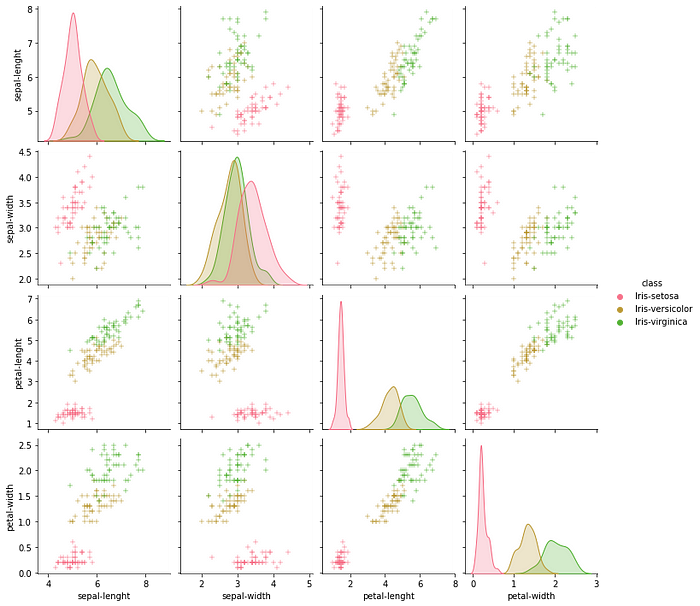 8
7
6
5
sepal-lenght
4.5
4.0
3.5
3.0
2.5
2.0
sepal-width
7
6
5
4
3
2
1
petal-lenght
2.5
2.0
1.5
1.0
0.5
0.0
petal-width
4 6 8
sepal-lenght
2 3 4 5
sepal-width
2 4 6 8
petal-lenght
0 1 2 3
petal-width
class
Iris-setosa
Iris-versicolor
Iris-virginica